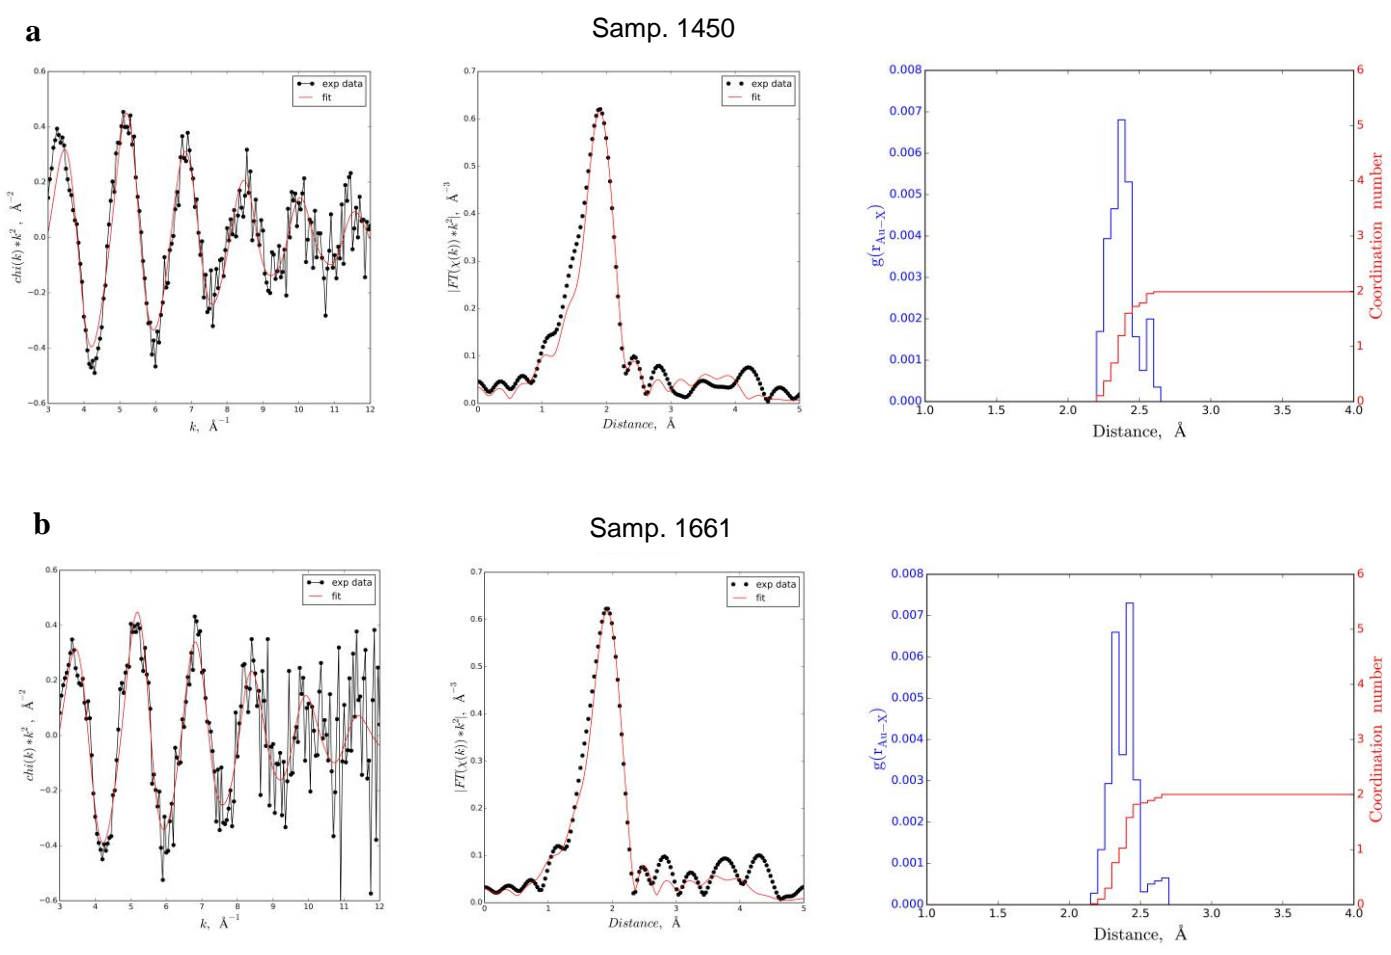 a
Samp. 1450
0.6
0.4
0.2
0.0
−0.2
−0.4
−0.6
3 4 5 6 7 8 9 10 11 12
chi(k)∗k², Å⁻²
k, Å⁻¹
exp data
fit
0.7
0.6
0.5
0.4
0.3
0.2
0.1
0.0
0 1 2 3 4 5
|FT(χ(k))∗k²|, Å⁻³
Distance, Å
exp data
fit
0.008
0.007
0.006
0.005
0.004
0.003
0.002
0.001
0.000
g(r_Au−X)
1.0 1.5 2.0 2.5 3.0 3.5 4.0
Distance, Å
6
5
4
3
2
1
0
Coordination number
b
Samp. 1661
0.6
0.4
0.2
0.0
−0.2
−0.4
−0.6
3 4 5 6 7 8 9 10 11 12
chi(k)∗k², Å⁻²
k, Å⁻¹
exp data
fit
0.7
0.6
0.5
0.4
0.3
0.2
0.1
0.0
0 1 2 3 4 5
|FT(χ(k))∗k²|, Å⁻³
Distance, Å
exp data
fit
0.008
0.007
0.006
0.005
0.004
0.003
0.002
0.001
0.000
g(r_Au−X)
1.0 1.5 2.0 2.5 3.0 3.5 4.0
Distance, Å
6
5
4
3
2
1
0
Coordination number